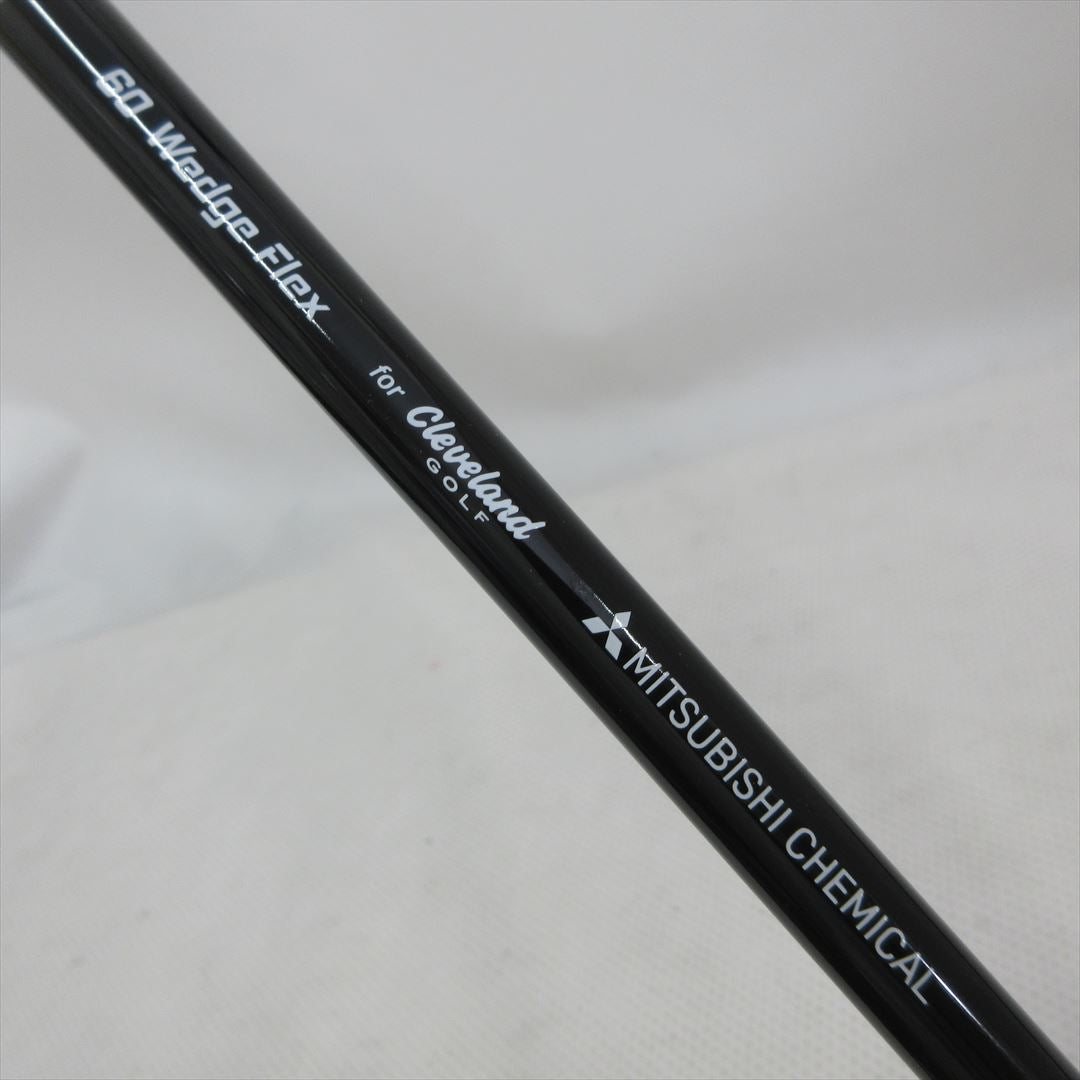 60 Wedge Flex
for Cleveland
GOLF
MITSUBISHI CHEMICAL